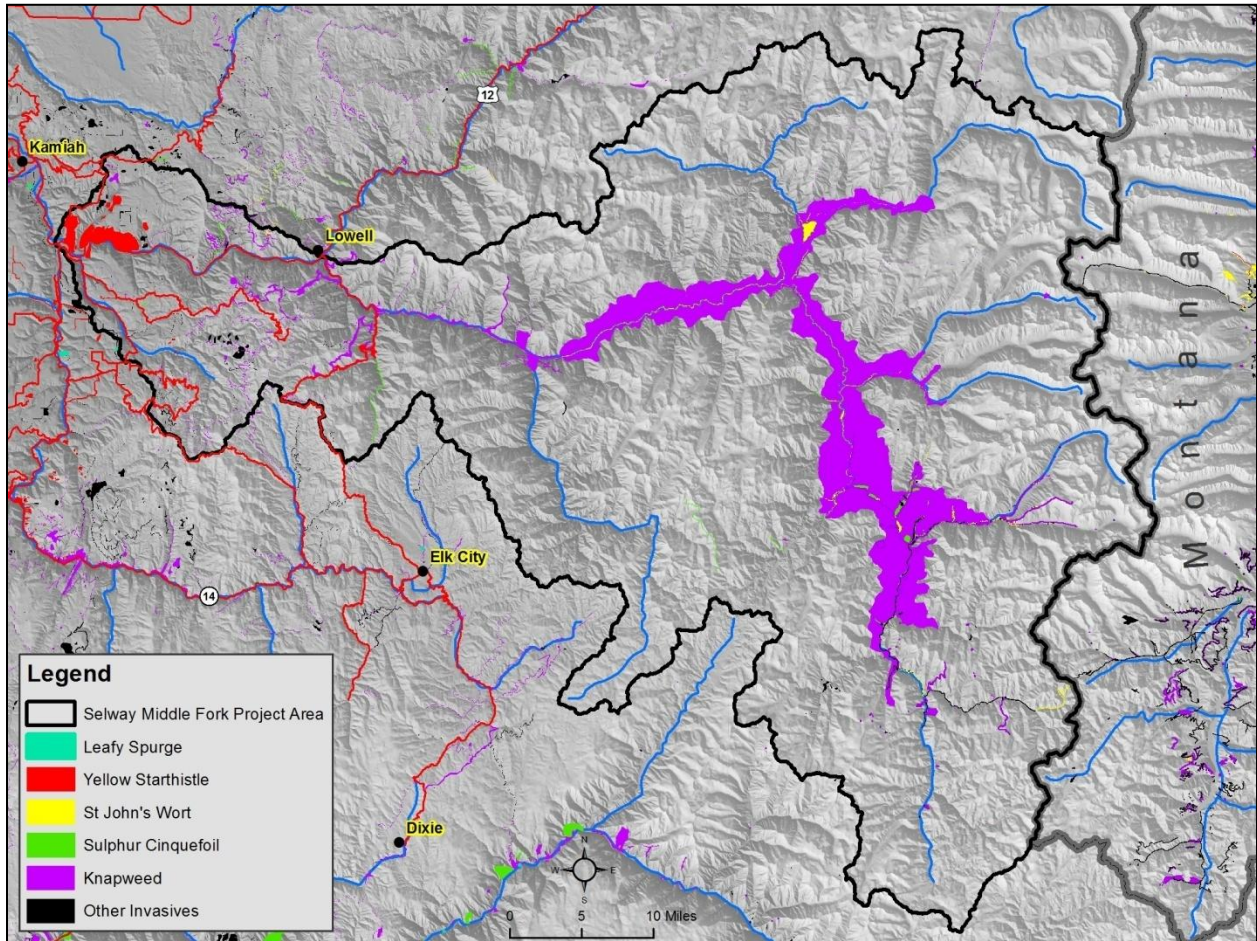 12
Kamiah
Lowell
Montana
Elk City
14
Legend
Selway Middle Fork Project Area
Leafy Spurge
Yellow Starthistle
St John's Wort
Sulphur Cinquefoil
Knapweed
Other Invasives
Dixie
N
W E
S
0 5 10 Miles